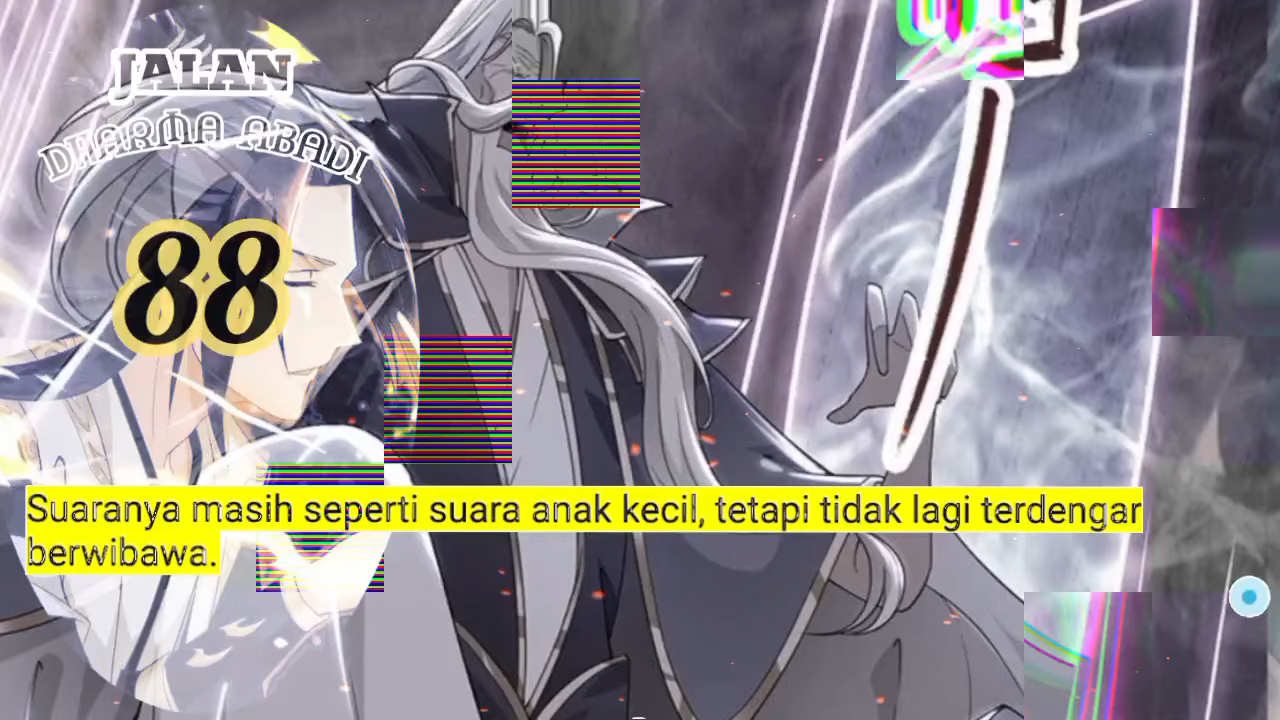 JALAN
DHARMA ABADI
88
Suaranya masih seperti suara anak kecil, tetapi tidak lagi terdengar
berwibawa.